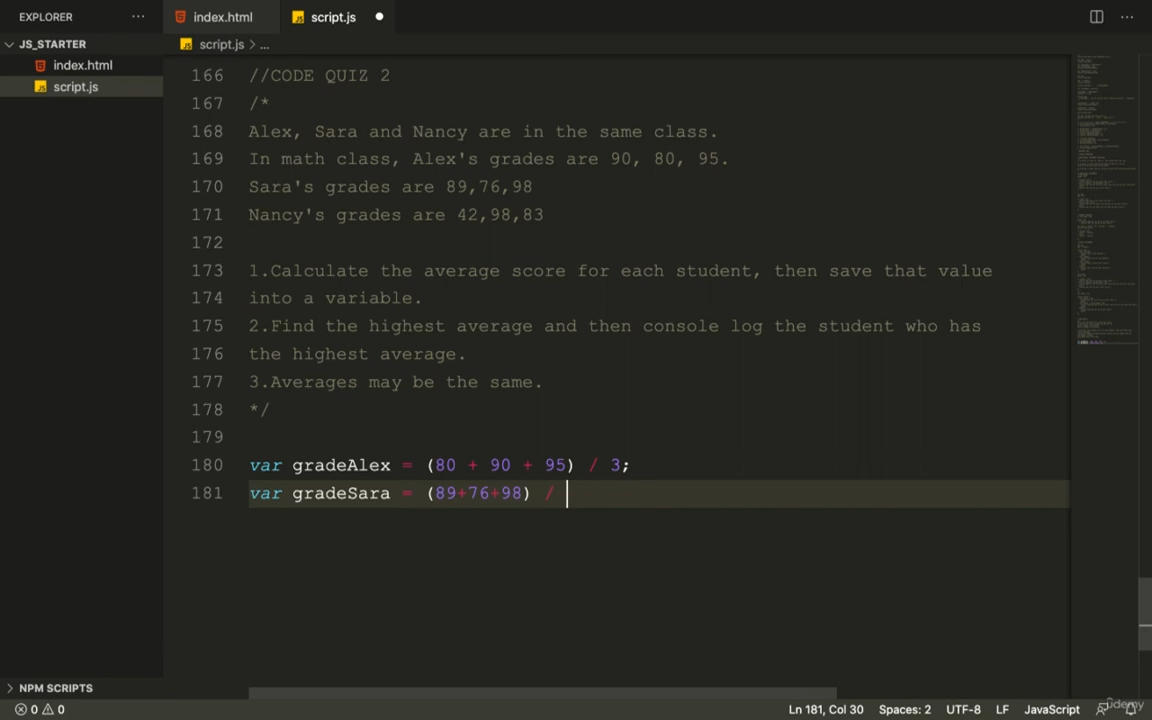 EXPLORER
index.html
script.js
JS_STARTER
script.js > ...
index.html
script.js
166 //CODE QUIZ 2
167 /*
168 Alex, Sara and Nancy are in the same class.
169 In math class, Alex's grades are 90, 80, 95.
170 Sara's grades are 89,76,98
171 Nancy's grades are 42,98,83
172
173 1.Calculate the average score for each student, then save that value
174 into a variable.
175 2.Find the highest average and then console log the student who has
176 the highest average.
177 3.Averages may be the same.
178 */
179
180 var gradeAlex = (80 + 90 + 95) / 3;
181 var gradeSara = (89+76+98) /
NPM SCRIPTS
0 0 Ln 181, Col 30 Spaces: 2 UTF-8 LF JavaScript
Udemy